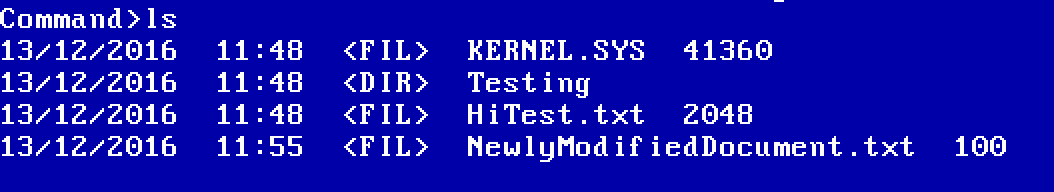 Command>ls
13/12/2016  11:48  <FIL>  KERNEL.SYS  41360
13/12/2016  11:48  <DIR>  Testing
13/12/2016  11:48  <FIL>  HiTest.txt  2048
13/12/2016  11:55  <FIL>  NewlyModifiedDocument.txt  100